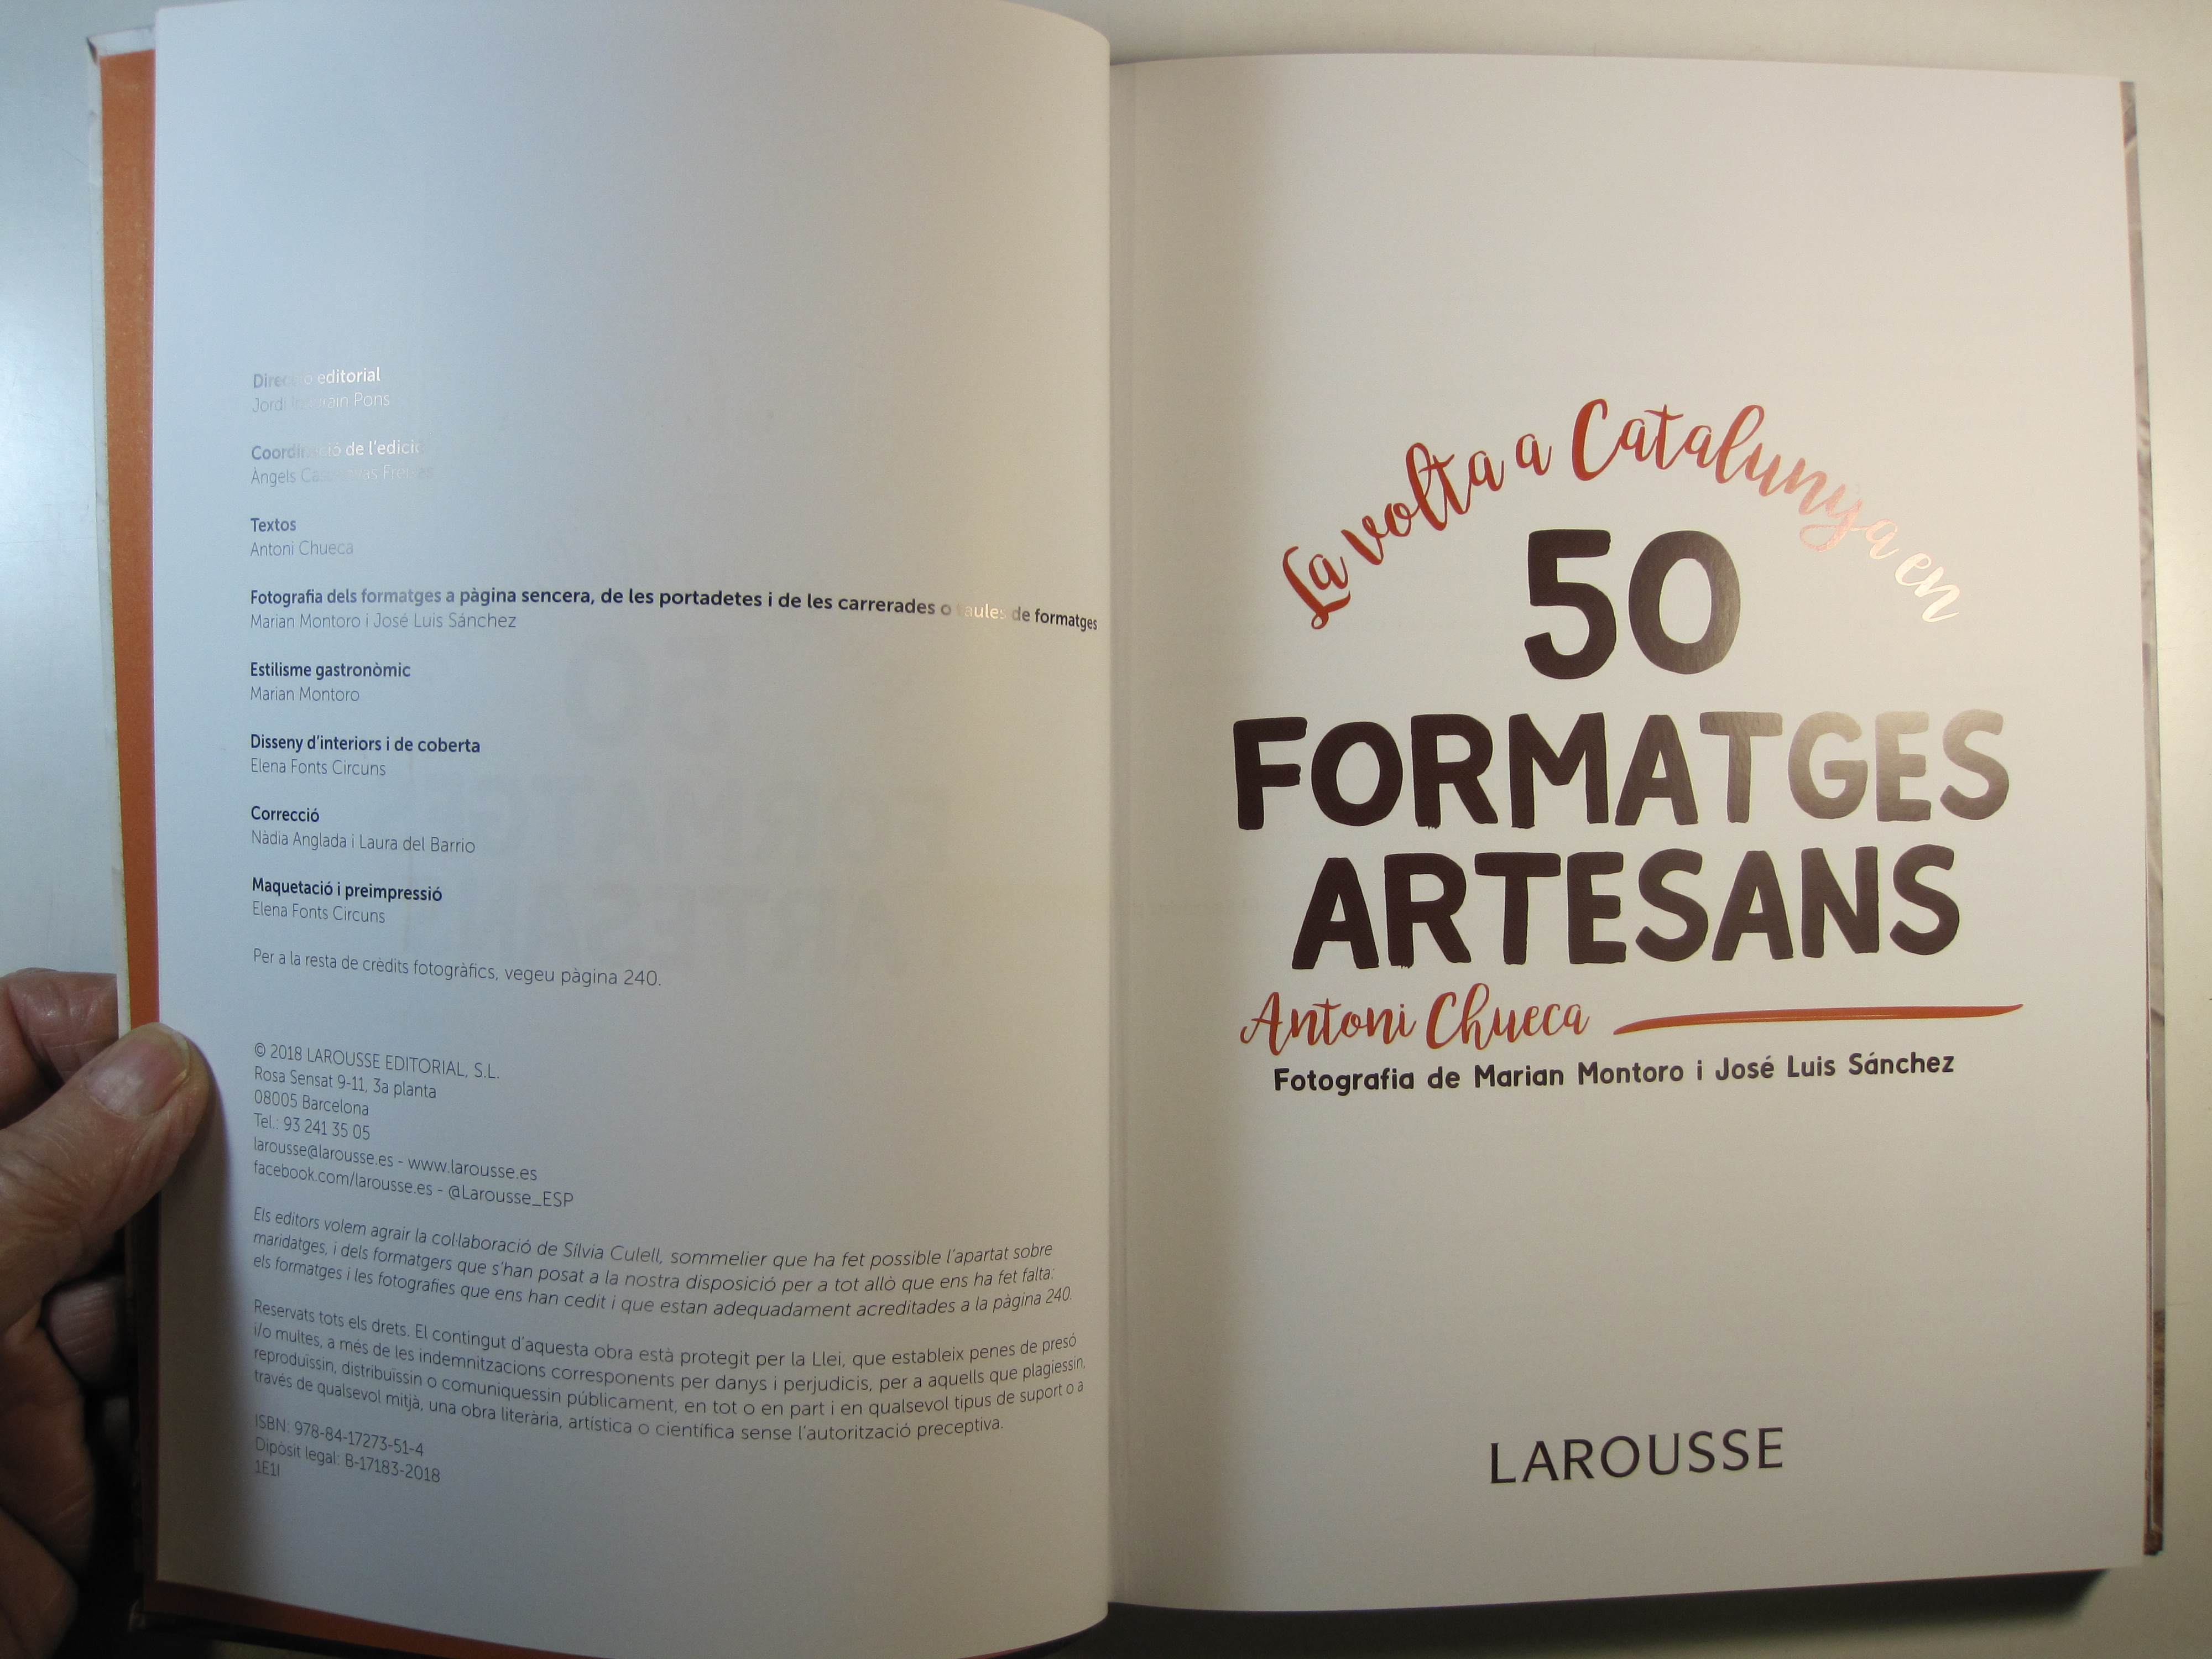 Direcció editorial
Jordi Pons
Coordinació de l'edició
Àngels Casanovas Freixes
Textos
Antoni Chueca
Fotografia dels formatges a pàgina sencera, de les portadetes i de les carrerades o taules de formatges
Marian Montoro i José Luis Sánchez
Estilisme gastronòmic
Marian Montoro
Disseny d'interiors i de coberta
Elena Fonts Circuns
Correcció
Nàdia Anglada i Laura del Barrio
Maquetació i preimpressió
Elena Fonts Circuns
Per a la resta de crèdits fotogràfics, vegeu pàgina 240.
© 2018 LAROUSSE EDITORIAL, S.L.
Rosa Sensat 9-11, 3a planta
08005 Barcelona
Tel.: 93 241 35 05
larousse@larousse.es - www.larousse.es
facebook.com/larousse.es - @Larousse_ESP
Els editors volem agrair la col·laboració de Sílvia Culell, sommelier que ha fet possible l'apartat sobre
maridatges, i dels formatgers que s'han posat a la nostra disposició per a tot allò que ens ha fet falta:
els formatges i les fotografies que ens han cedit i que estan adequadament acreditades a la pàgina 240.
Reservats tots els drets. El contingut d'aquesta obra està protegit per la Llei, que estableix penes de presó
i/o multes, a més de les indemnitzacions corresponents per danys i perjudicis, per a aquells que plagiessin,
reproduïssin, distribuïssin o comuniquessin públicament, en tot o en part i en qualsevol tipus de suport o a
través de qualsevol mitjà, una obra literària, artística o científica sense l'autorització preceptiva.
ISBN: 978-84-17273-51-4
Dipòsit legal: B-17183-2018
1E1I
La volta a Catalunya en
50
FORMATGES
ARTESANS
Antoni Chueca
Fotografia de Marian Montoro i José Luis Sánchez
LAROUSSE